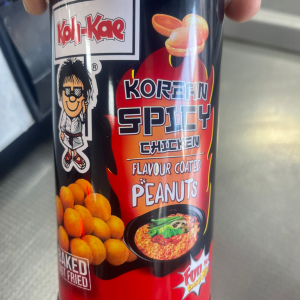 Koh-Kae
®
KOREAN
SPICY
CHICKEN
FLAVOUR COATED
PEANUTS
BAKED
NOT FRIED